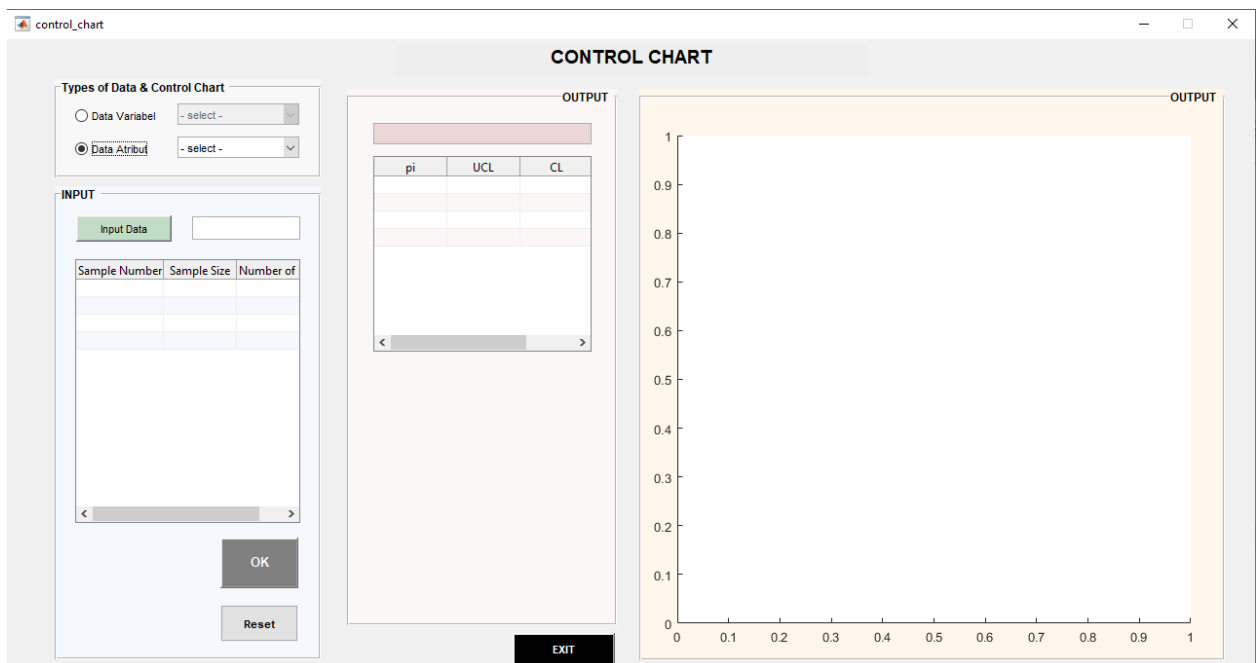 control_chart
CONTROL CHART
Types of Data & Control Chart
Data Variabel
- select -
Data Atribut
- select -
INPUT
Input Data
Sample Number Sample Size Number of
OK
Reset
OUTPUT
pi UCL CL
EXIT
OUTPUT
1
0.9
0.8
0.7
0.6
0.5
0.4
0.3
0.2
0.1
0
0 0.1 0.2 0.3 0.4 0.5 0.6 0.7 0.8 0.9 1